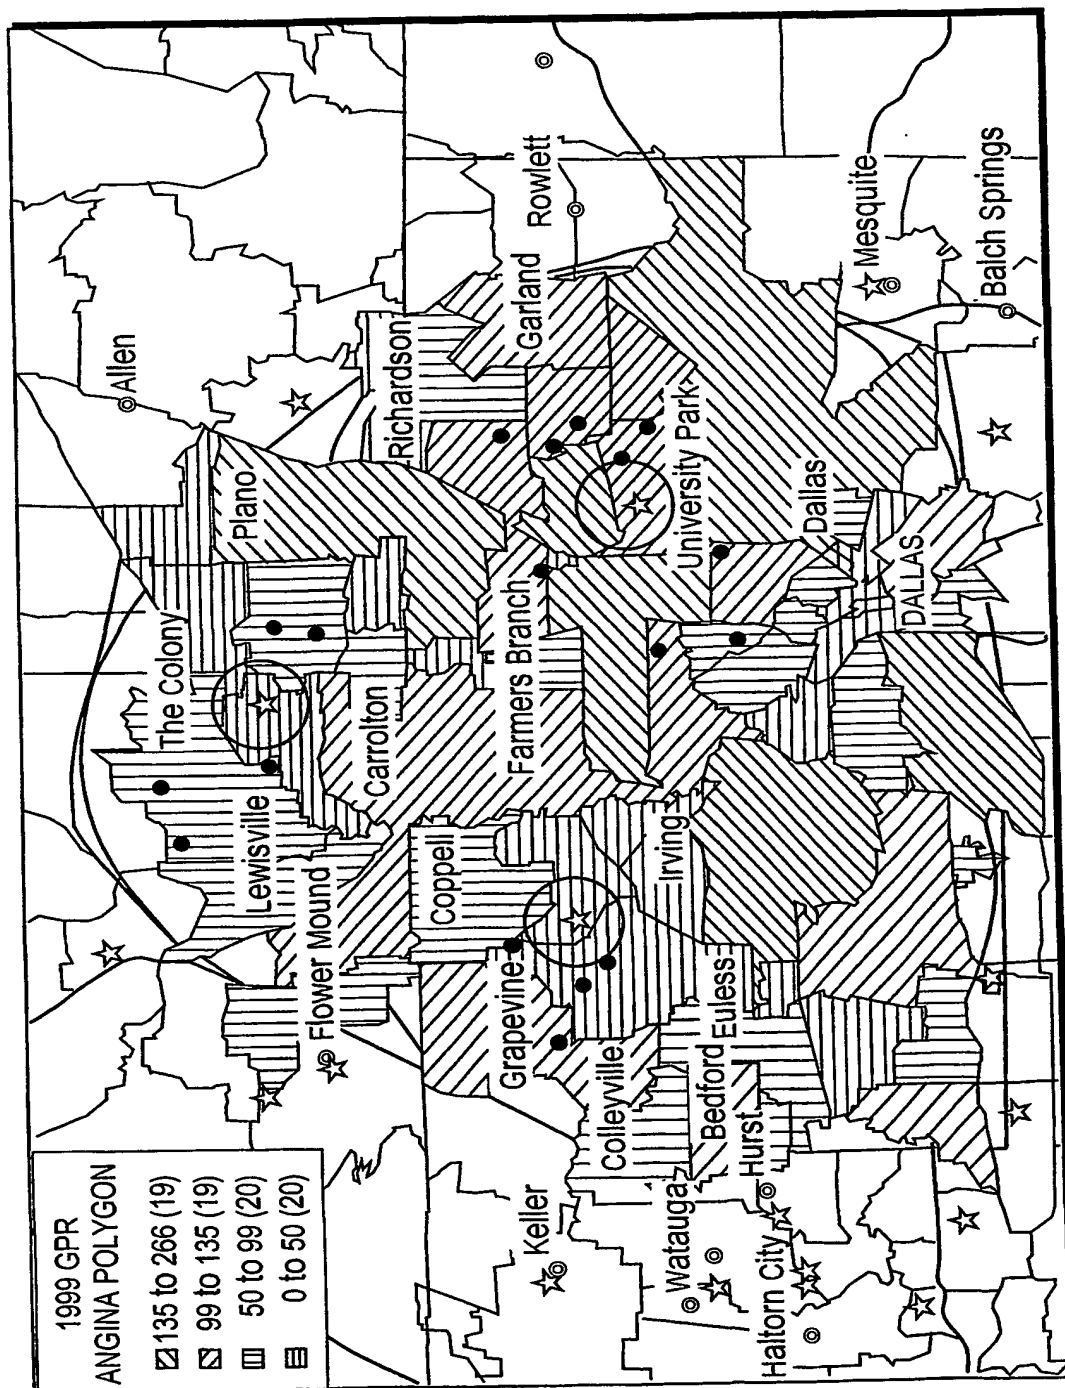 1999 GPR
ANGINA POLYGON
135 to 266 (19)
99 to 135 (19)
50 to 99 (20)
0 to 50 (20)
Allen
The Colony
Plano
Lewisville
Flower Mound
Carrolton
Richardson
Coppell
Grapevine
Farmers Branch
Garland
Rowlett
Keller
Colleyville
Irving
University Park
Watauga
Bedford
Euless
Hurst
Haltorn City
Dallas
DALLAS
Mesquite
Balch Springs